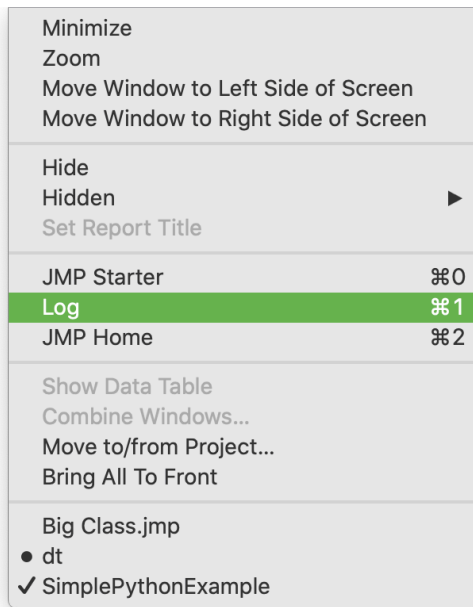 Minimize
Zoom
Move Window to Left Side of Screen
Move Window to Right Side of Screen
Hide
Hidden ▶
Set Report Title
JMP Starter ⌘0
Log ⌘1
JMP Home ⌘2
Show Data Table
Combine Windows...
Move to/from Project...
Bring All To Front
Big Class.jmp
● dt
✓ SimplePythonExample